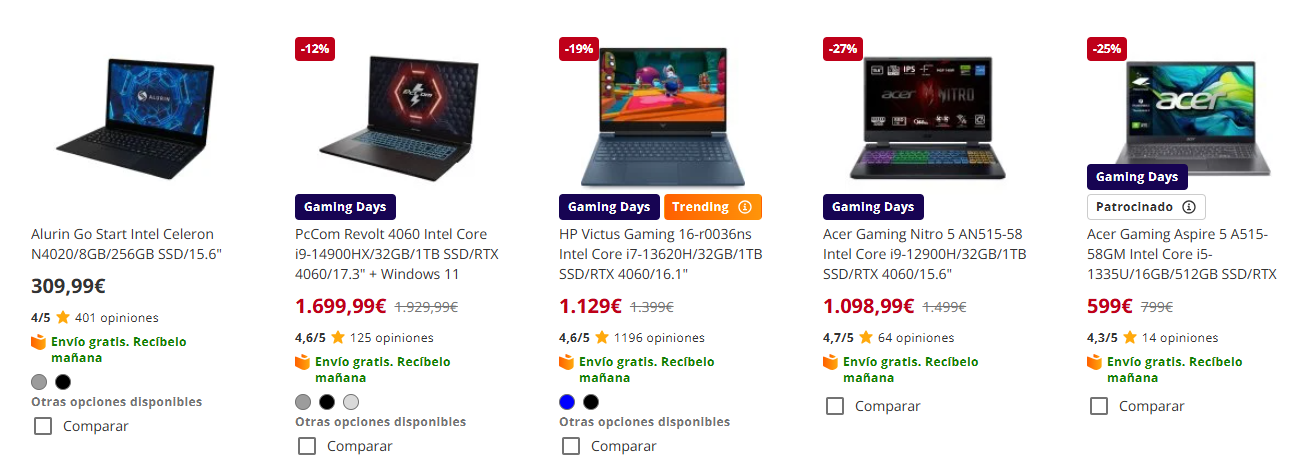 ALURIN
Alurin Go Start Intel Celeron
N4020/8GB/256GB SSD/15.6"
309,99€
4/5 401 opiniones
Envío gratis. Recíbelo
mañana
Otras opciones disponibles
Comparar
-12%
Gaming Days
PcCom Revolt 4060 Intel Core
i9-14900HX/32GB/1TB SSD/RTX
4060/17.3" + Windows 11
1.699,99€ 1.929,99€
4,6/5 125 opiniones
Envío gratis. Recíbelo
mañana
Otras opciones disponibles
Comparar
-19%
Gaming Days Trending
HP Victus Gaming 16-r0036ns
Intel Core i7-13620H/32GB/1TB
SSD/RTX 4060/16.1"
1.129€ 1.399€
4,6/5 1196 opiniones
Envío gratis. Recíbelo
mañana
Otras opciones disponibles
Comparar
-27%
IPS
acer NITRO
Gaming Days
Acer Gaming Nitro 5 AN515-58
Intel Core i9-12900H/32GB/1TB
SSD/RTX 4060/15.6"
1.098,99€ 1.499€
4,7/5 64 opiniones
Envío gratis. Recíbelo
mañana
Comparar
-25%
acer
Gaming Days
Patrocinado
Acer Gaming Aspire 5 A515-
58GM Intel Core i5-
1335U/16GB/512GB SSD/RTX
599€ 799€
4,3/5 14 opiniones
Envío gratis. Recíbelo
mañana
Comparar